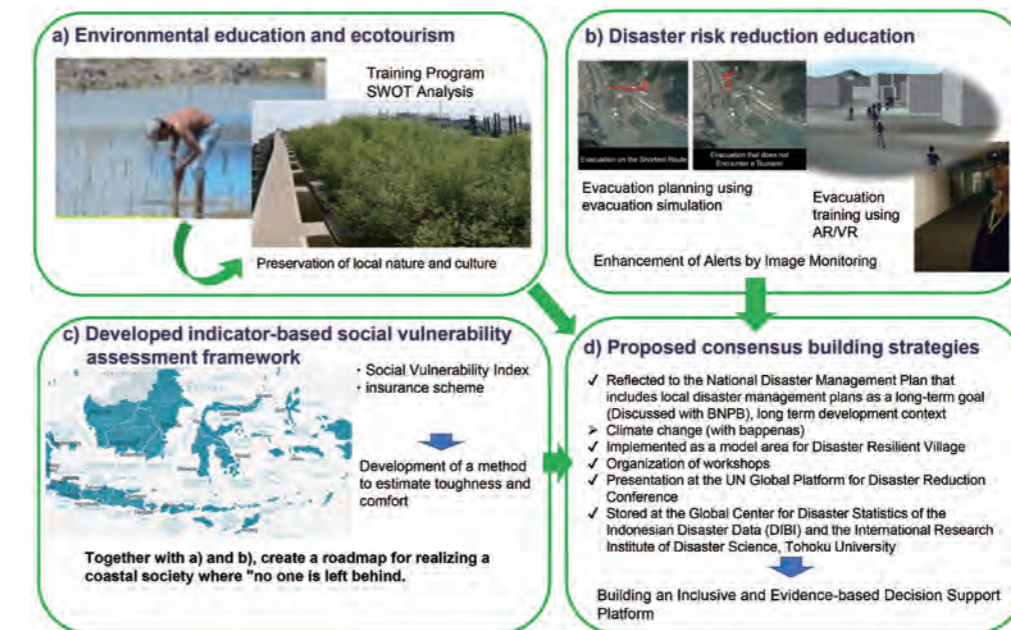 a) Environmental education and ecotourism
Training Program
SWOT Analysis
Preservation of local nature and culture
b) Disaster risk reduction education
Evacuation on the Shortest Route
Evacuation that does not
Encounter a Tsunami
Evacuation planning using
evacuation simulation
Evacuation
training using
AR/VR
Enhancement of Alerts by Image Monitoring
c) Developed indicator-based social vulnerability
assessment framework
・Social Vulnerability Index
・insurance scheme
Development of a method
to estimate toughness and
comfort
Together with a) and b), create a roadmap for realizing a
coastal society where "no one is left behind.
d) Proposed consensus building strategies
✓ Reflected to the National Disaster Management Plan that
includes local disaster management plans as a long-term goal
(Discussed with BNPB), long term development context
➢ Climate change (with bappenas)
✓ Implemented as a model area for Disaster Resilient Village
✓ Organization of workshops
✓ Presentation at the UN Global Platform for Disaster Reduction
Conference
✓ Stored at the Global Center for Disaster Statistics of the
Indonesian Disaster Data (DIBI) and the International Research
Institute of Disaster Science, Tohoku University
Building an Inclusive and Evidence-based Decision Support
Platform